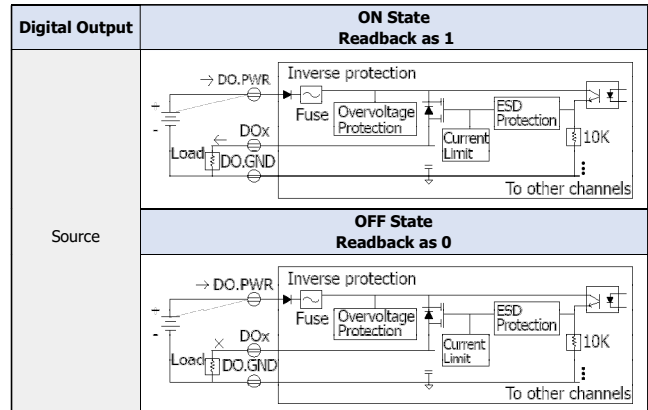 Digital Output
ON State
Readback as 1
Source
→ DO.PWR
Inverse protection
+
-
Fuse
Overvoltage
Protection
ESD
Protection
DOx
←
Current
Limit
10K
Load
DO.GND
To other channels
OFF State
Readback as 0
→ DO.PWR
Inverse protection
+
-
Fuse
Overvoltage
Protection
ESD
Protection
DOx
×
Current
Limit
10K
Load
DO.GND
To other channels